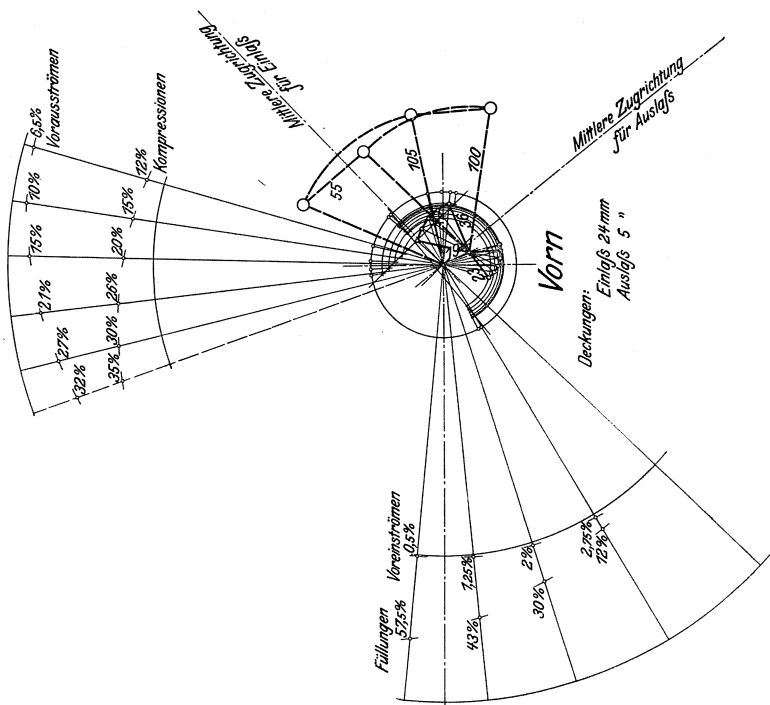 Mittlere Zugrichtung
für Einlaß
Mittlere Zugrichtung
für Auslaß
Vorausströmen
6,5%
10%
15%
21%
27%
32%
Kompressionen
12%
15%
20%
26%
30%
35%
55
105
100
23
Vorn
Deckungen:
Einlaß 24mm
Auslaß 5 "
Voreinströmen
0,5%
1,25%
2%
2,75%
Füllungen
57,5%
43%
30%
12%